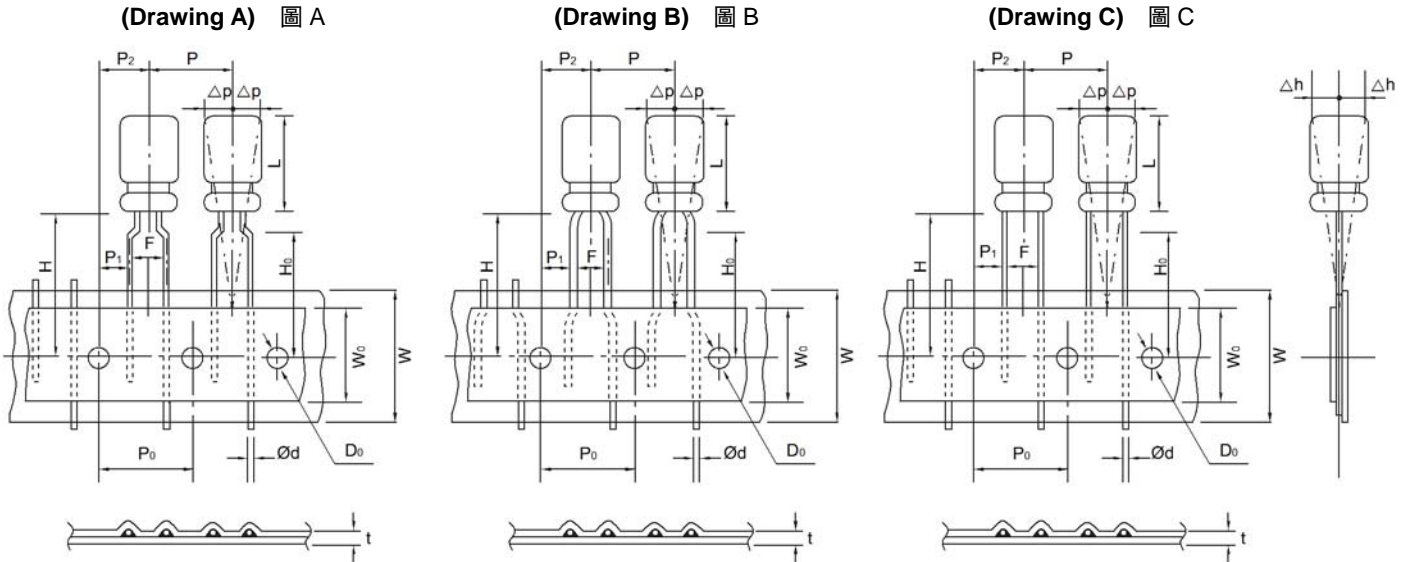 (Drawing A) 圖 A
(Drawing B) 圖 B
(Drawing C) 圖 C
P2 P
△p △p
L
H
P1 F
H0
W0
W
P0 Ød D0
t
P2 P
△p △p
L
H
P1 F
H0
W0
W
P0 Ød D0
t
P2 P
△p △p
L
H
P1 F
H0
W0
W
P0 Ød D0
t
△h △h